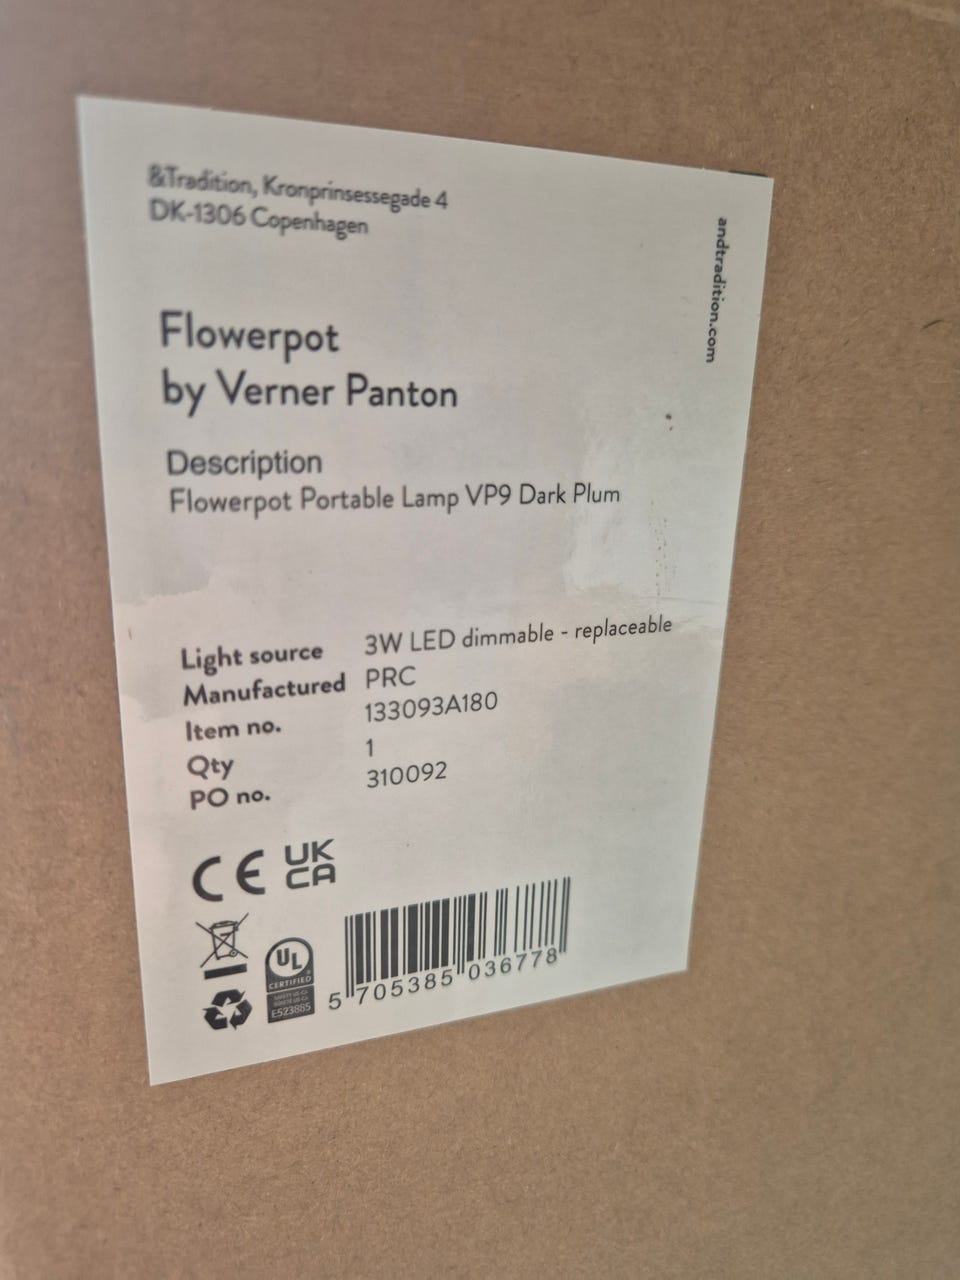 &Tradition, Kronprinsessegade 4
DK-1306 Copenhagen
andtradition.com
Flowerpot
by Verner Panton
Description
Flowerpot Portable Lamp VP9 Dark Plum
Light source 3W LED dimmable - replaceable
Manufactured PRC
Item no. 133093A180
Qty 1
PO no. 310092
CE UK
CA
UL
CERTIFIED
E523885
5 705385 036778